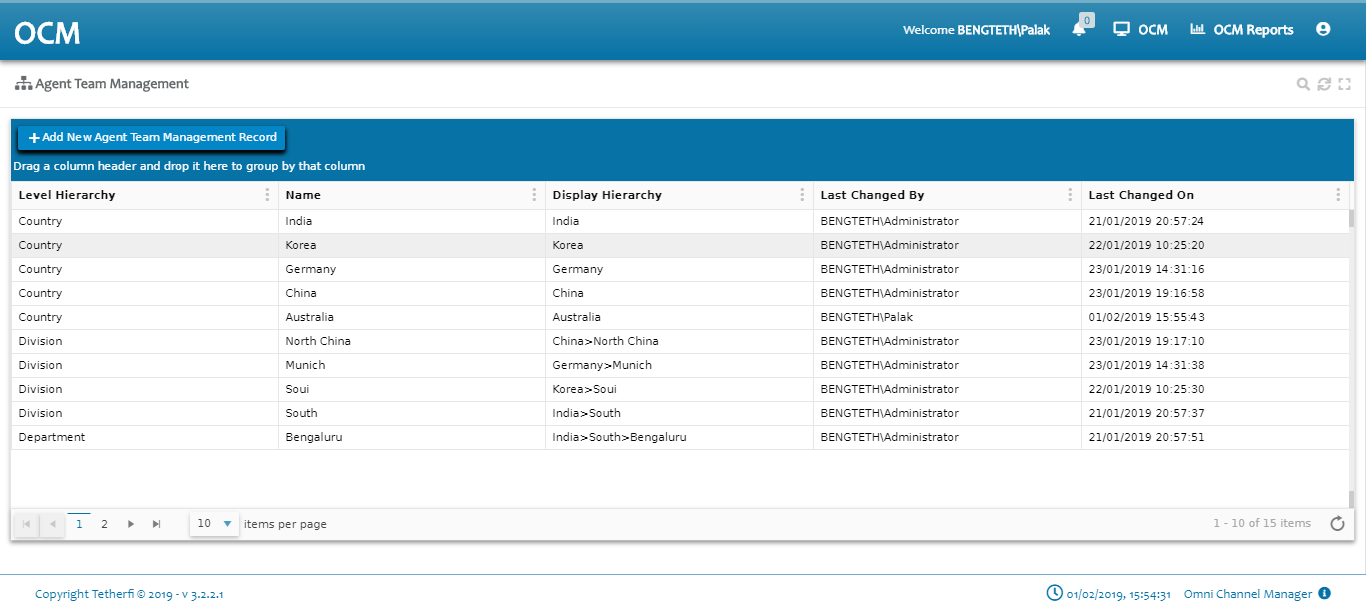 OCM
Welcome BENGTETH\Palak 0 OCM OCM Reports
Agent Team Management
+ Add New Agent Team Management Record
Drag a column header and drop it here to group by that column
Level Hierarchy Name Display Hierarchy Last Changed By Last Changed On
Country India India BENGTETH\Administrator 21/01/2019 20:57:24
Country Korea Korea BENGTETH\Administrator 22/01/2019 10:25:20
Country Germany Germany BENGTETH\Administrator 23/01/2019 14:31:16
Country China China BENGTETH\Administrator 23/01/2019 19:16:58
Country Australia Australia BENGTETH\Palak 01/02/2019 15:55:43
Division North China China>North China BENGTETH\Administrator 23/01/2019 19:17:10
Division Munich Germany>Munich BENGTETH\Administrator 23/01/2019 14:31:38
Division Soui Korea>Soui BENGTETH\Administrator 22/01/2019 10:25:30
Division South India>South BENGTETH\Administrator 21/01/2019 20:57:37
Department Bengaluru India>South>Bengaluru BENGTETH\Administrator 21/01/2019 20:57:51
1 2 10 items per page 1 - 10 of 15 items
Copyright Tetherfi © 2019 - v 3.2.2.1 01/02/2019, 15:54:31 Omni Channel Manager